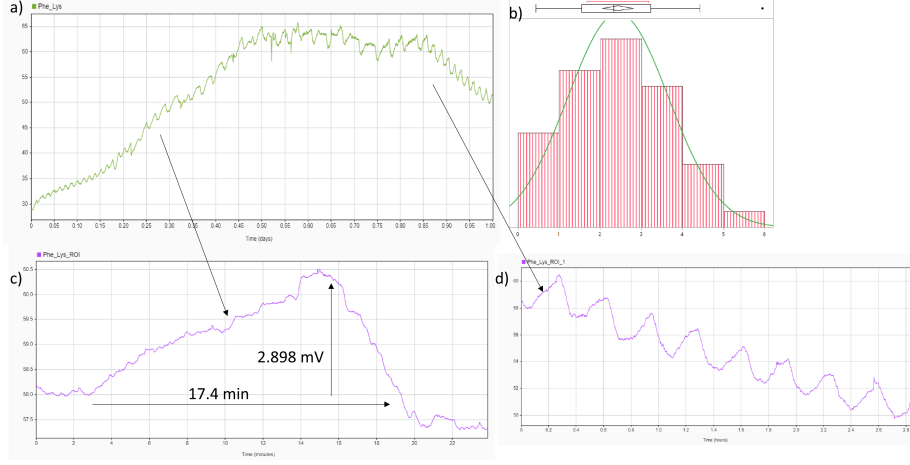 a)
Phe_Lys
65
60
55
50
45
40
35
30
0 0.05 0.10 0.15 0.20 0.25 0.30 0.35 0.40 0.45 0.50 0.55 0.60 0.65 0.70 0.75 0.80 0.85 0.90 0.95 1.00
Time (days)
b)
0 1 2 3 4 5 6
c)
Phe_Lys_ROI
60.5
60.0
59.5
59.0
58.5
58.0
57.5
2.898 mV
17.4 min
0 2 4 6 8 10 12 14 16 18 20 22
Time (minutes)
d)
Phe_Lys_ROI_1
60
58
56
54
52
50
0 0.2 0.4 0.6 0.8 1.0 1.2 1.4 1.6 1.8 2.0 2.2 2.4 2.6 2.8
Time (hours)